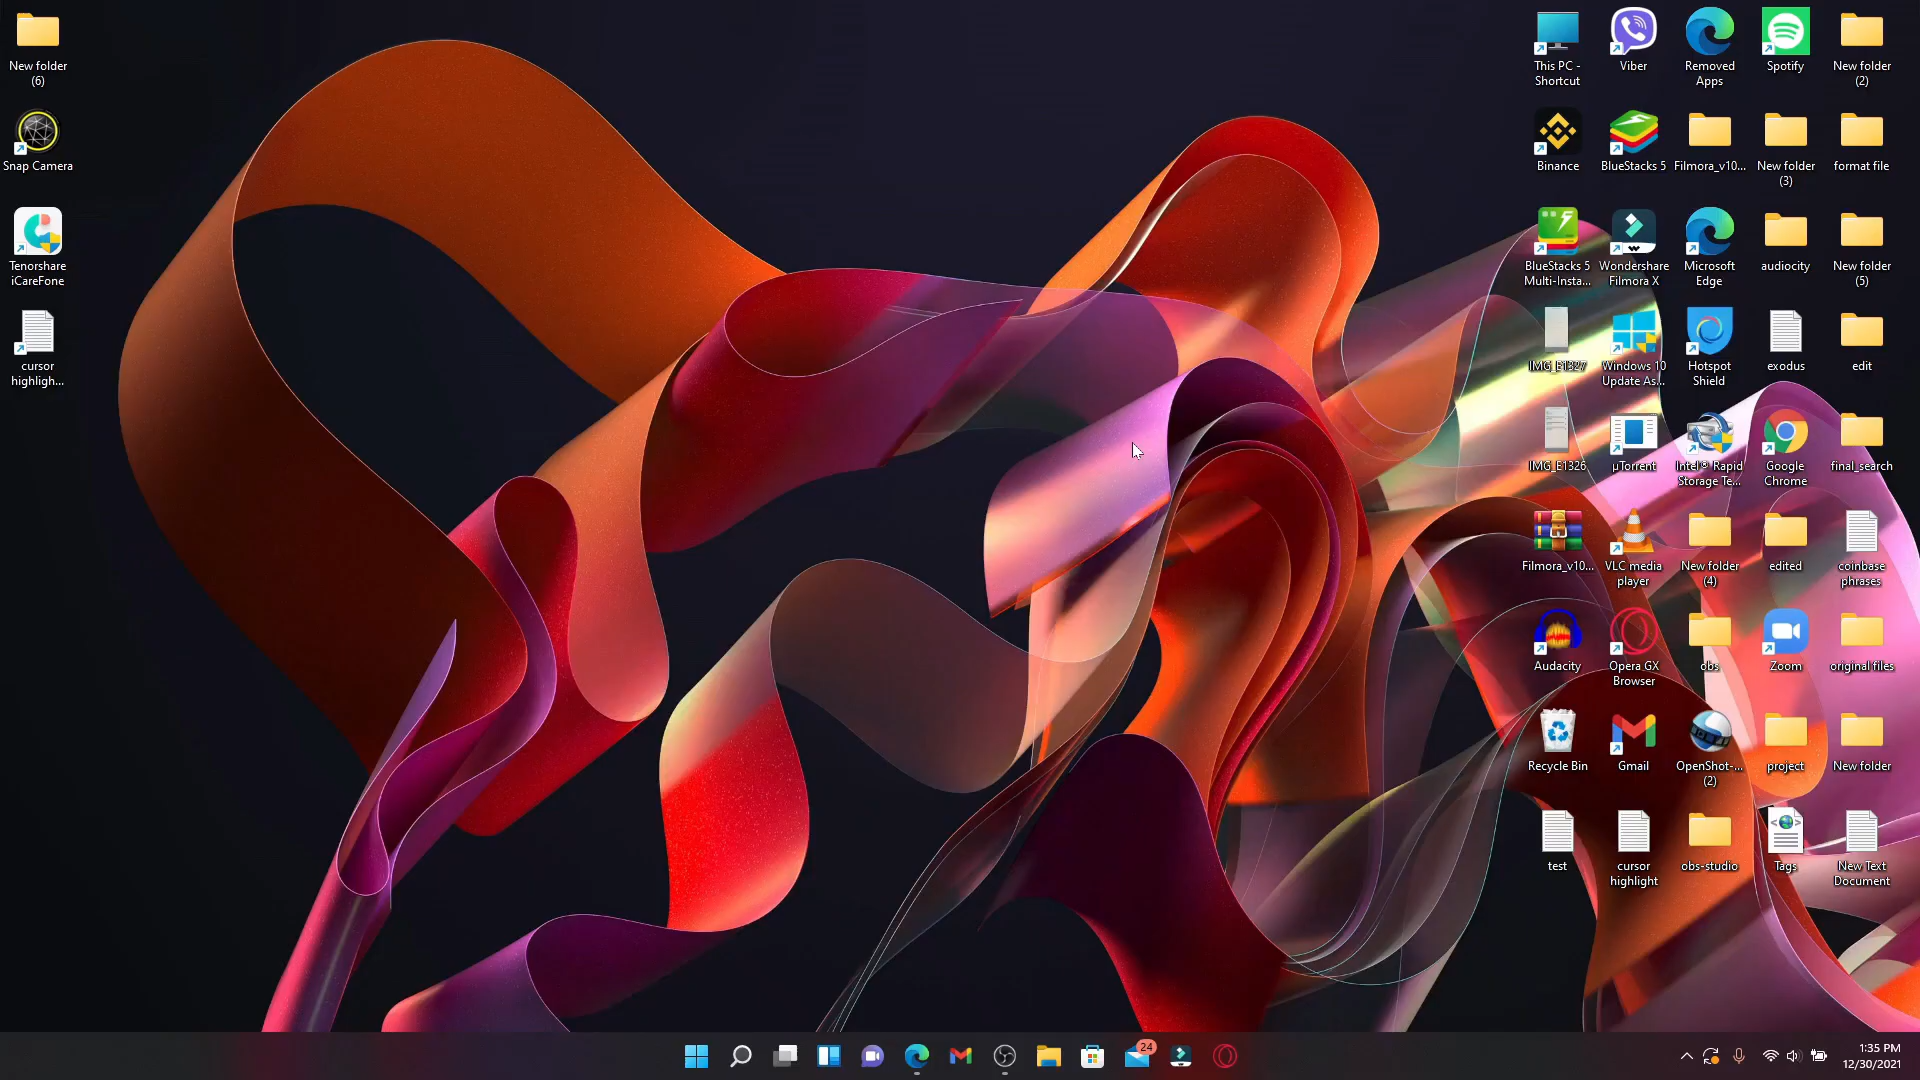 New folder
(6)
Snap Camera
Tenorshare
iCareFone
cursor
highligh...
This PC -
Shortcut
Viber
Removed
Apps
Spotify
New folder
(2)
Binance
BlueStacks 5
Filmora_v10...
New folder
(3)
format file
BlueStacks 5
Multi-Insta...
Wondershare
Filmora X
Microsoft
Edge
audiocity
New folder
(5)
IMG_E1327
Windows 10
Update As...
Hotspot
Shield
exodus
edit
IMG_E1326
µTorrent
Intel® Rapid
Storage Te...
Google
Chrome
final_search
Filmora_v10...
VLC media
player
New folder
(4)
edited
coinbase
phrases
Audacity
Opera GX
Browser
obs
Zoom
original files
Recycle Bin
Gmail
OpenShot-...
(2)
project
New folder
test
cursor
highlight
obs-studio
Tags
New Text
Document
24
1:35 PM
12/30/2021